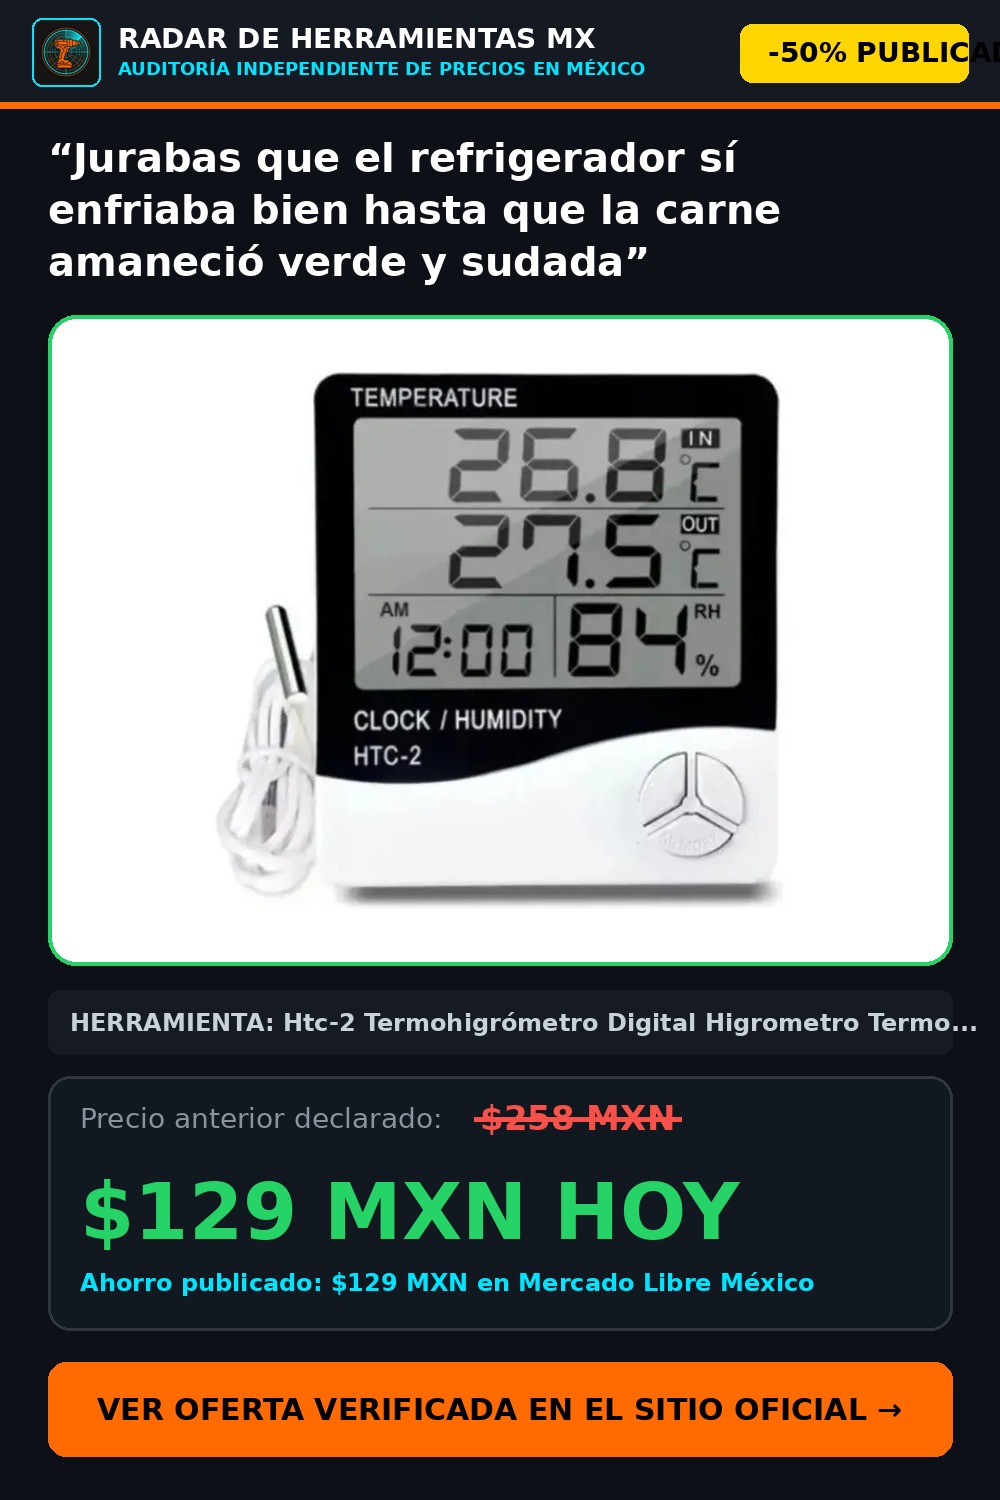 RADAR DE HERRAMIENTAS MX
AUDITORÍA INDEPENDIENTE DE PRECIOS EN MÉXICO
-50%
“Jurabas que el refrigerador sí
enfriaba bien hasta que la carne
amaneció verde y sudada”
TEMPERATURE
26.8 °C IN
27.5 °C OUT
AM 12:00 84 RH %
CLOCK / HUMIDITY
HTC-2
HERRAMIENTA: Htc-2 Termohigrómetro Digital Higrometro Termo...
Precio anterior declarado: $258 MXN
$129 MXN HOY
Ahorro publicado: $129 MXN en Mercado Libre México
VER OFERTA VERIFICADA EN EL SITIO OFICIAL →